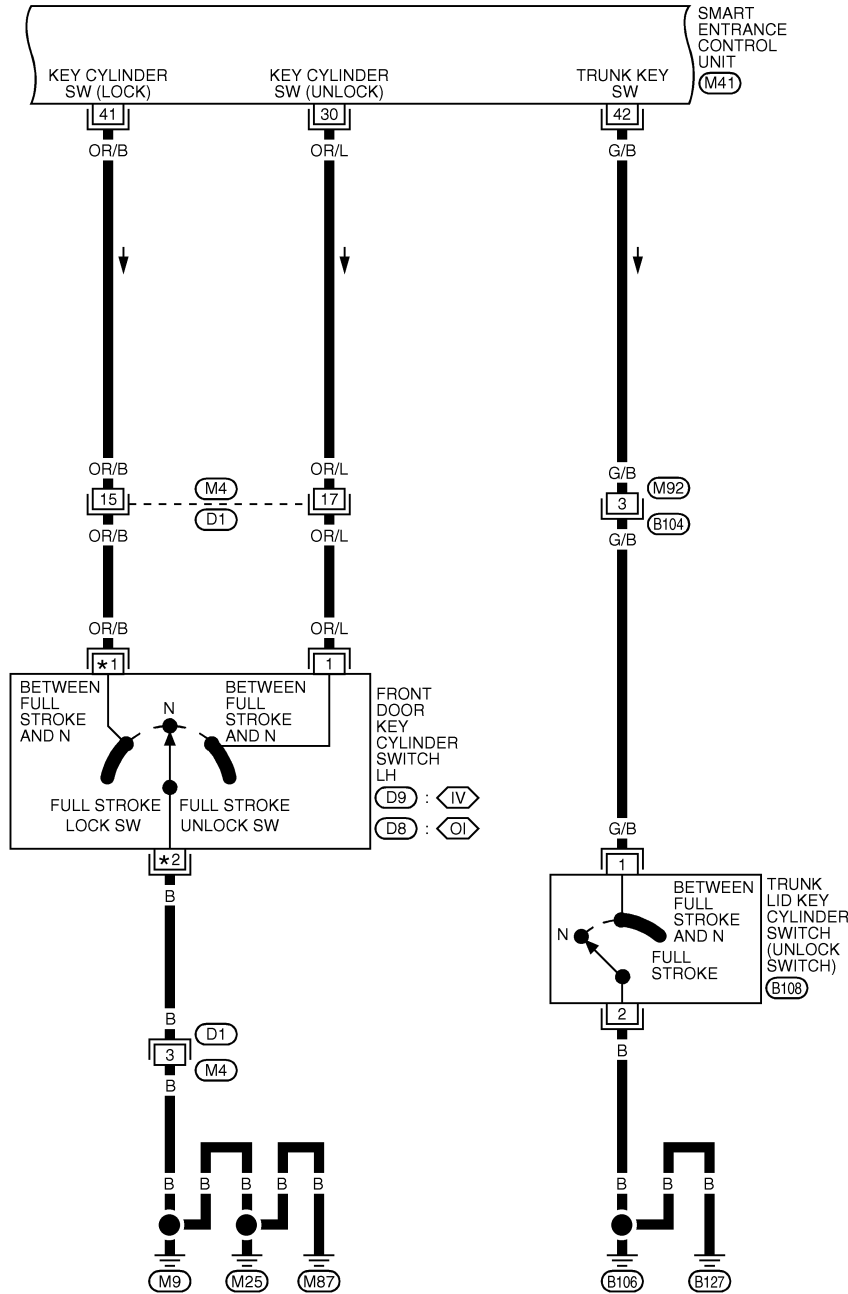 SMART
ENTRANCE
CONTROL
UNIT
M41
KEY CYLINDER
SW (LOCK)
KEY CYLINDER
SW (UNLOCK)
TRUNK KEY
SW
41
30
42
OR/B
OR/L
G/B
OR/B
OR/L
G/B
15
M4
D1
17
3
M92
B104
OR/B
OR/L
G/B
OR/B
OR/L
*1
1
BETWEEN
FULL
STROKE
AND N
N
BETWEEN
FULL
STROKE
AND N
FULL STROKE
LOCK SW
FULL STROKE
UNLOCK SW
FRONT
DOOR
KEY
CYLINDER
SWITCH
LH
D9 : IV
D8 : OI
*2
G/B
1
BETWEEN
FULL
STROKE
AND N
N
FULL
STROKE
TRUNK
LID KEY
CYLINDER
SWITCH
(UNLOCK
SWITCH)
B108
2
B
B
D1
3
M4
B
B
B B B B B
B B B
M9 M25 M87
B106 B127